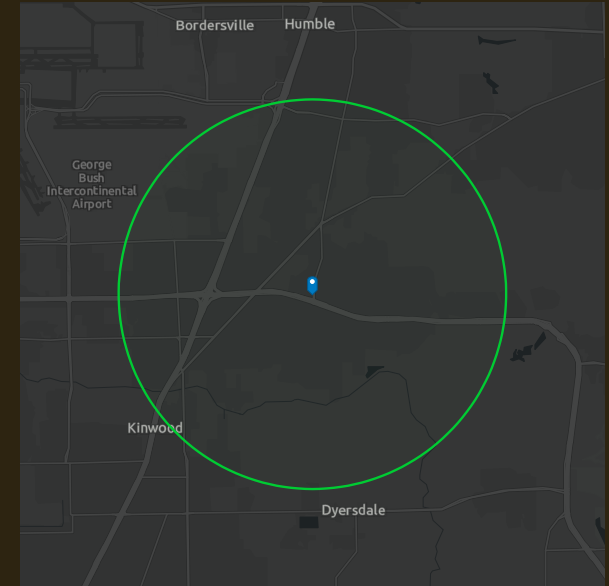 Bordersville
Humble
George
Bush
Intercontinental
Airport
Kinwood
Dyersdale